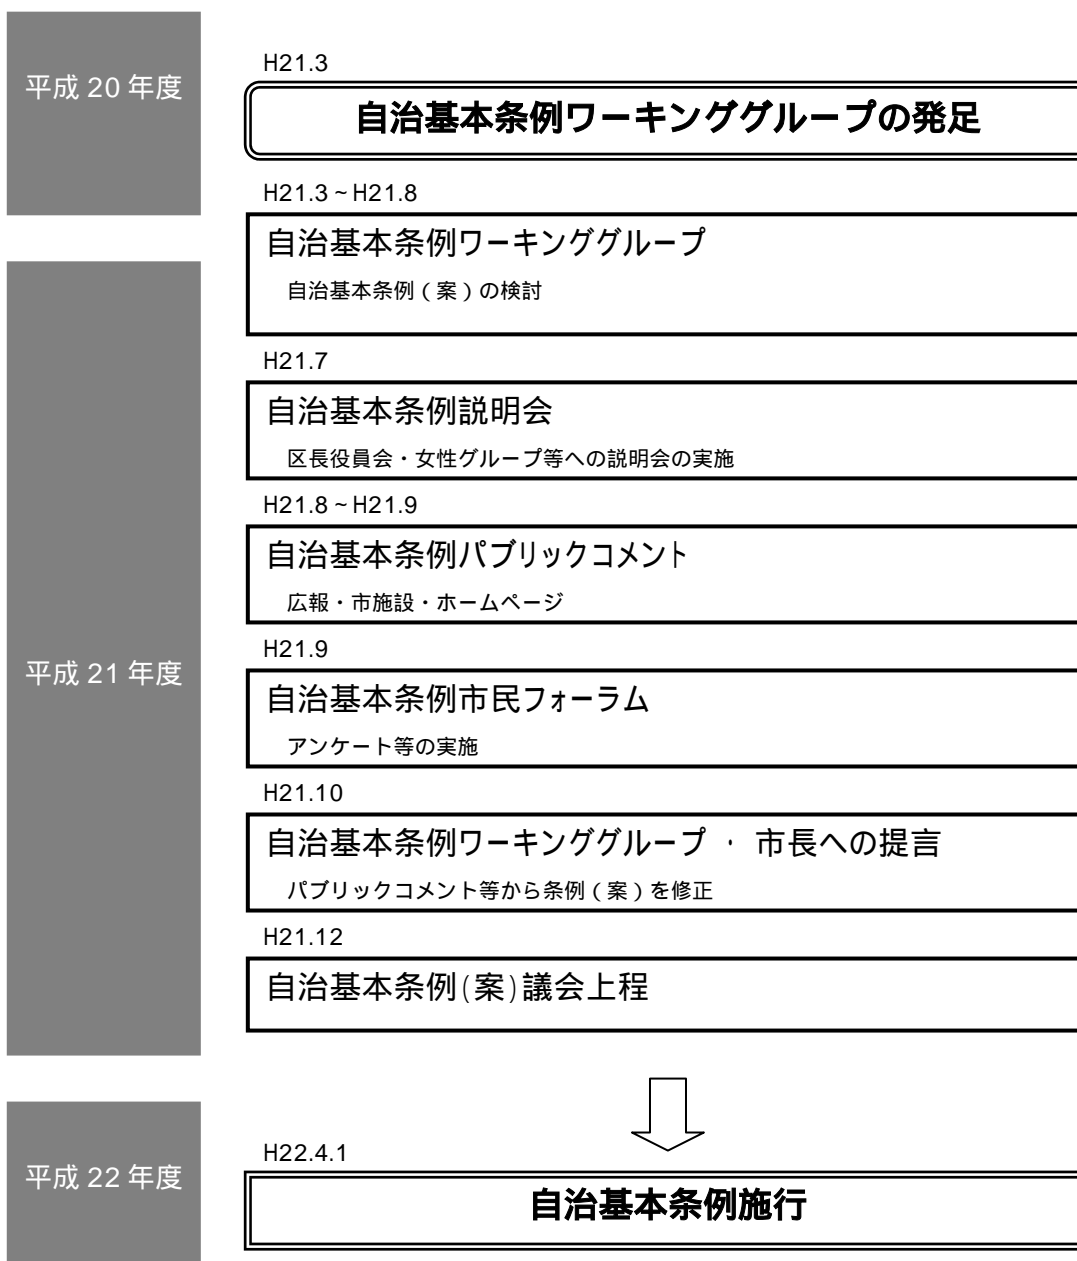 平成 20 年度
H21.3
自治基本条例ワーキンググループの発足
H21.3 ~ H21.8
自治基本条例ワーキンググループ
自治基本条例(案)の検討
平成 21 年度
H21.7
自治基本条例説明会
区長役員会・女性グループ等への説明会の実施
H21.8 ~ H21.9
自治基本条例パブリックコメント
広報・市施設・ホームページ
H21.9
自治基本条例市民フォーラム
アンケート等の実施
H21.10
自治基本条例ワーキンググループ ・ 市長への提言
パブリックコメント等から条例(案)を修正
H21.12
自治基本条例(案)議会上程
平成 22 年度
H22.4.1
自治基本条例施行